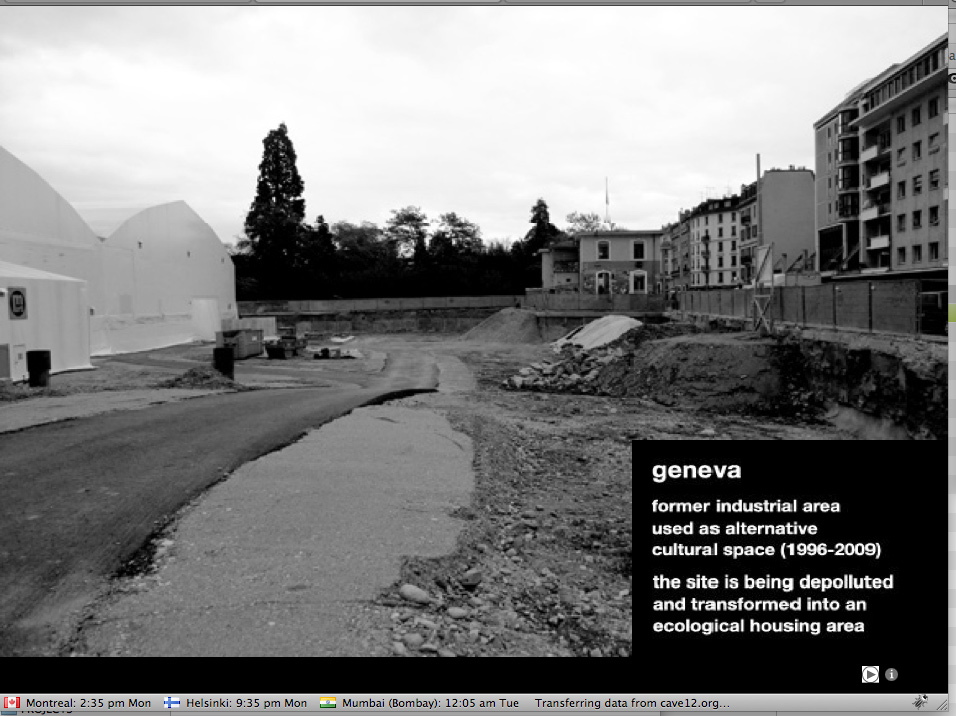 geneva
former industrial area
used as alternative
cultural space (1996-2009)
the site is being depolluted
and transformed into an
ecological housing area
Montreal: 2:35 pm Mon Helsinki: 9:35 pm Mon Mumbai (Bombay): 12:05 am Tue Transferring data from cave12.org...